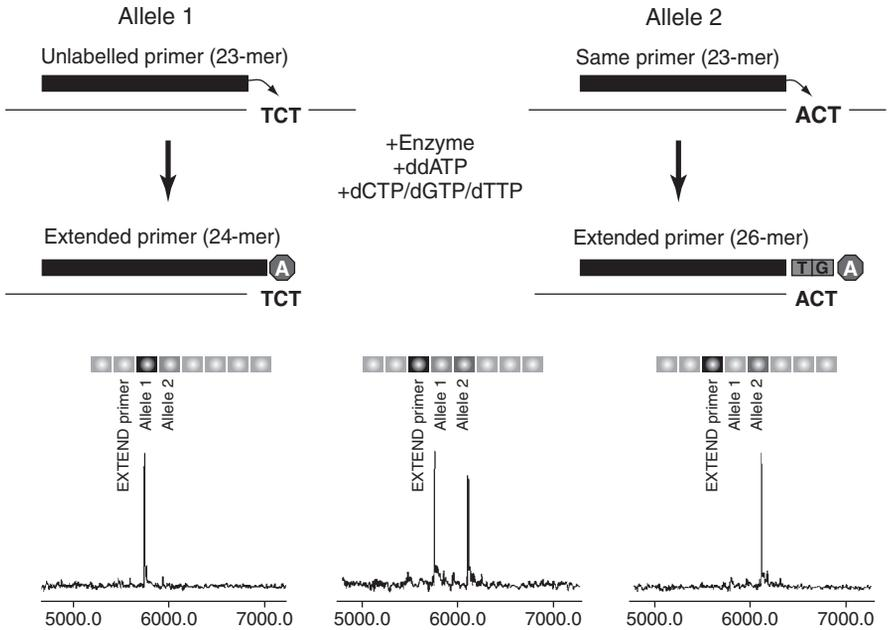 Allele 1
Unlabelled primer (23-mer)
TCT
Extended primer (24-mer)
A
TCT
+Enzyme
+ddATP
+dCTP/dGTP/dTTP
Allele 2
Same primer (23-mer)
ACT
Extended primer (26-mer)
T G A
ACT
EXTEND primer
Allele 1
Allele 2
5000.0 6000.0 7000.0
EXTEND primer
Allele 1
Allele 2
5000.0 6000.0 7000.0
EXTEND primer
Allele 1
Allele 2
5000.0 6000.0 7000.0